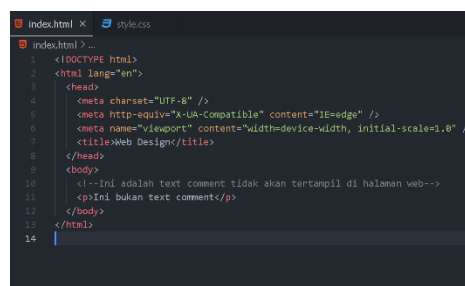 index.html × style.css
index.html > ...
1 <!DOCTYPE html>
2 <html lang="en">
3 <head>
4 <meta charset="UTF-8" />
5 <meta http-equiv="X-UA-Compatible" content="IE=edge" />
6 <meta name="viewport" content="width=device-width, initial-scale=1.0" /
7 <title>Web Design</title>
8 </head>
9 <body>
10 <!--Ini adalah text comment tidak akan tertampil di halaman web-->
11 <p>Ini bukan text comment</p>
12 </body>
13 </html>
14